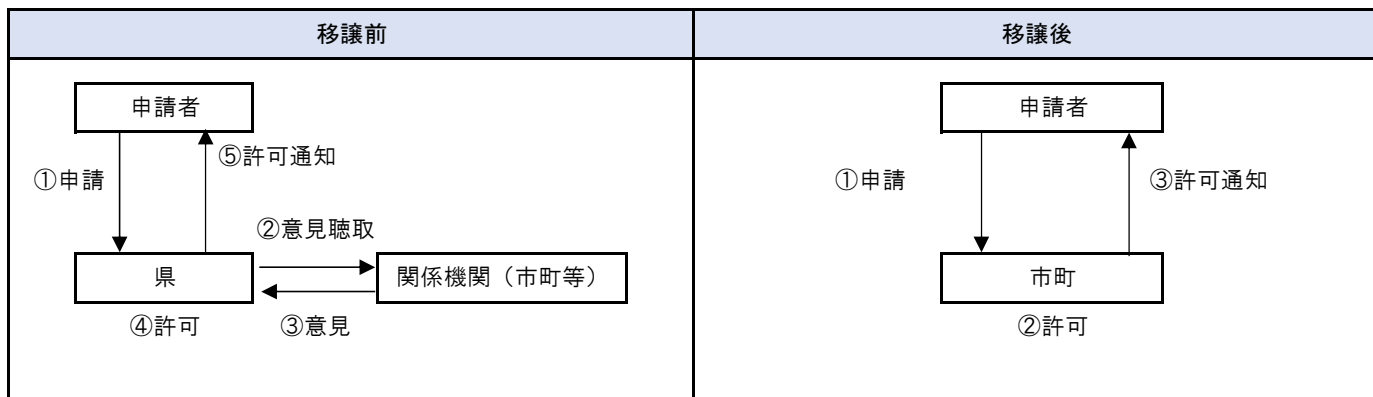 移譲前
移譲後
申請者
⑤許可通知
①申請
②意見聴取
県
関係機関（市町等）
④許可
③意見
申請者
①申請
③許可通知
市町
②許可